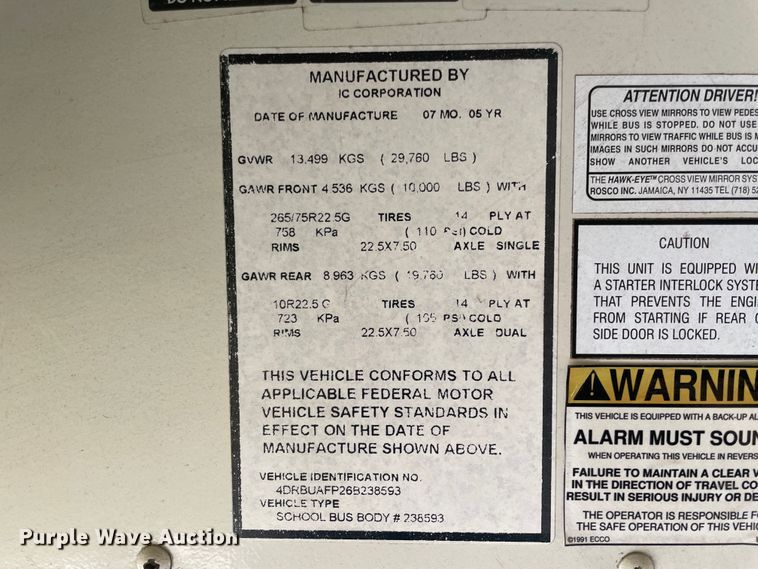 MANUFACTURED BY
IC CORPORATION
DATE OF MANUFACTURE 07 MO. 05 YR
GVWR 13.499 KGS ( 29,760 LBS )
GAWR FRONT 4.536 KGS ( 10,000 LBS ) WITH
265/75R22.5G TIRES 14 PLY AT
758 KPa ( 110 PSI) COLD
RIMS 22.5X7.50 AXLE SINGLE
GAWR REAR 8.963 KGS ( 19,760 LBS ) WITH
10R22.5 G TIRES 14 PLY AT
723 KPa ( 105 PSI) COLD
RIMS 22.5X7.50 AXLE DUAL
THIS VEHICLE CONFORMS TO ALL
APPLICABLE FEDERAL MOTOR
VEHICLE SAFETY STANDARDS IN
EFFECT ON THE DATE OF
MANUFACTURE SHOWN ABOVE.
VEHICLE IDENTIFICATION NO.
4DRBUAFP26B238593
VEHICLE TYPE
SCHOOL BUS BODY # 238593
ATTENTION DRIVER!
USE CROSS VIEW MIRRORS TO VIEW PEDES
WHILE BUS IS STOPPED. DO NOT USE
MIRRORS TO VIEW TRAFFIC WHILE BUS IS
IMAGES IN SUCH MIRRORS DO NOT ACCU
SHOW ANOTHER VEHICLE'S LOC
THE HAWK-EYE™ CROSS VIEW MIRROR SYS
ROSCO INC. JAMAICA, NY 11435 TEL (718) 52
CAUTION
THIS UNIT IS EQUIPPED WI
A STARTER INTERLOCK SYSTE
THAT PREVENTS THE ENGI
FROM STARTING IF REAR
SIDE DOOR IS LOCKED.
WARNIN
THIS VEHICLE IS EQUIPPED WITH A BACK-UP AL
ALARM MUST SOUN
WHEN OPERATING THIS VEHICLE IN REVERS
FAILURE TO MAINTAIN A CLEAR V
IN THE DIRECTION OF TRAVEL CO
RESULT IN SERIOUS INJURY OR DE
THE OPERATOR IS RESPONSIBLE F
THE SAFE OPERATION OF THIS VEHI
©1991 ECCO
Purple Wave Auction